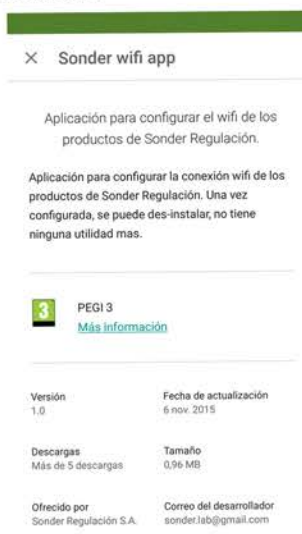 × Sonder wifi app
Aplicación para configurar el wifi de los
productos de Sonder Regulación.
Aplicación para configurar la conexión wifi de los
productos de Sonder Regulación. Una vez
configurada, se puede des-instalar, no tiene
ninguna utilidad mas.
3 PEGI 3
Más información
Versión Fecha de actualización
1.0 6 nov. 2015
Descargas Tamaño
Más de 5 descargas 0,96 MB
Ofrecido por Correo del desarrollador
Sonder Regulación S.A. sonder.lab@gmail.com